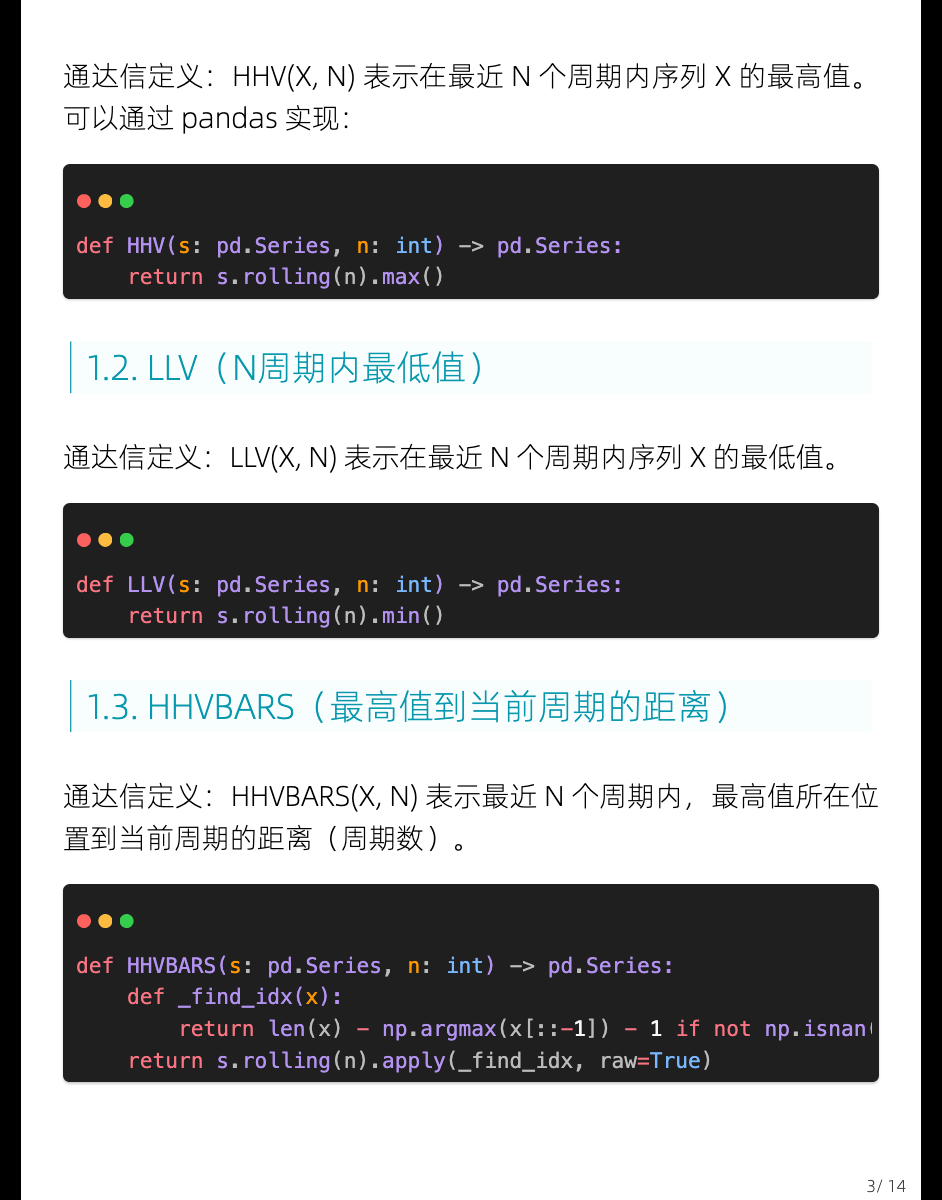 通达信定义：HHV(X, N) 表示在最近 N 个周期内序列 X 的最高值。
可以通过 pandas 实现：
def HHV(s: pd.Series, n: int) -> pd.Series:
    return s.rolling(n).max()
1.2. LLV（N周期内最低值）
通达信定义：LLV(X, N) 表示在最近 N 个周期内序列 X 的最低值。
def LLV(s: pd.Series, n: int) -> pd.Series:
    return s.rolling(n).min()
1.3. HHVBARS（最高值到当前周期的距离）
通达信定义：HHVBARS(X, N) 表示最近 N 个周期内，最高值所在位
置到当前周期的距离（周期数）。
def HHVBARS(s: pd.Series, n: int) -> pd.Series:
    def _find_idx(x):
        return len(x) - np.argmax(x[::-1]) - 1 if not np.isnan(
    return s.rolling(n).apply(_find_idx, raw=True)
3/ 14